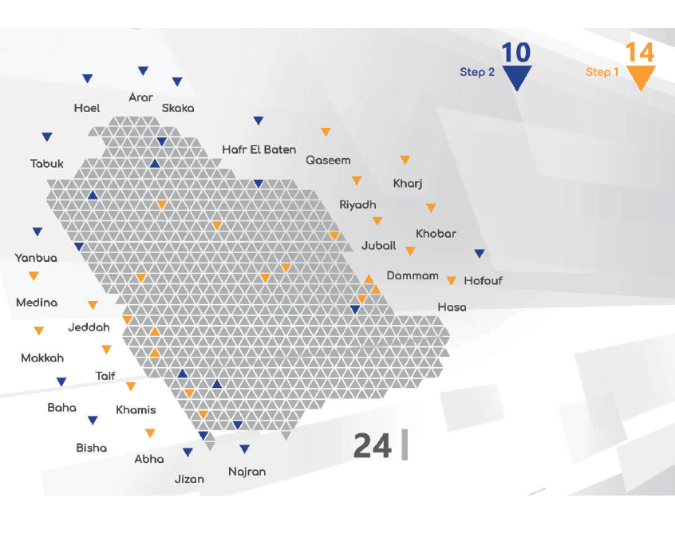 10
14
Step 2
Step 1
Arar
Hael
Skaka
Hafr El Baten
Qaseem
Tabuk
Kharj
Riyadh
Khobar
Jubail
Yanbua
Dammam
Hofouf
Medina
Hasa
Jeddah
Makkah
Taif
Baha
Khamis
Bisha
24
Abha
Najran
Jizan